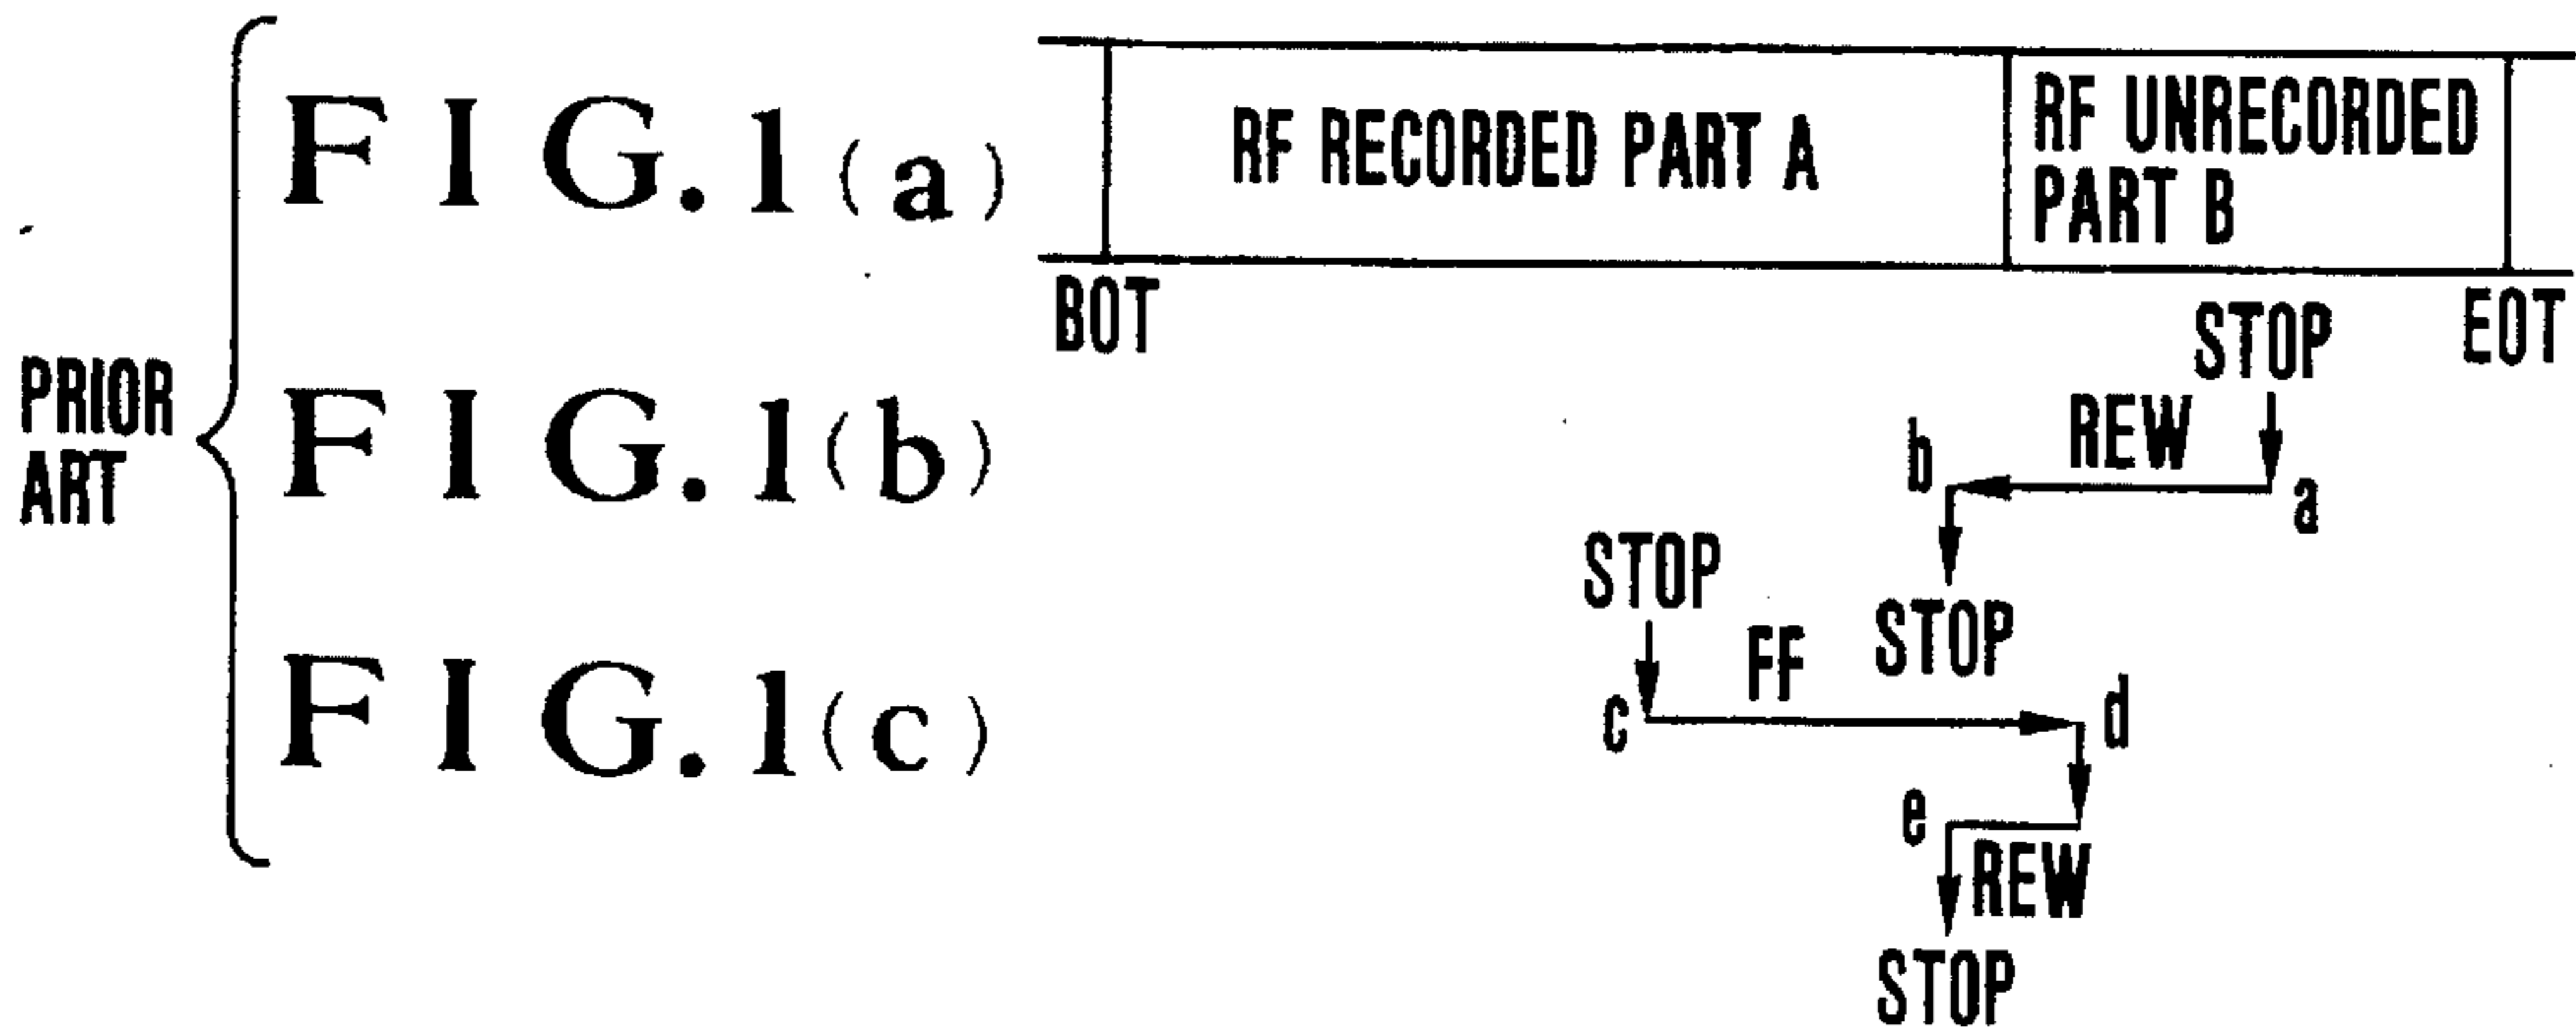 PRIOR
ART
FIG. 1(a)
RF RECORDED PART A
RF UNRECORDED
PART B
BOT
EOT
FIG. 1(b)
STOP
REW
b
a
STOP
FIG. 1(c)
STOP
FF
c
d
e
REW
STOP